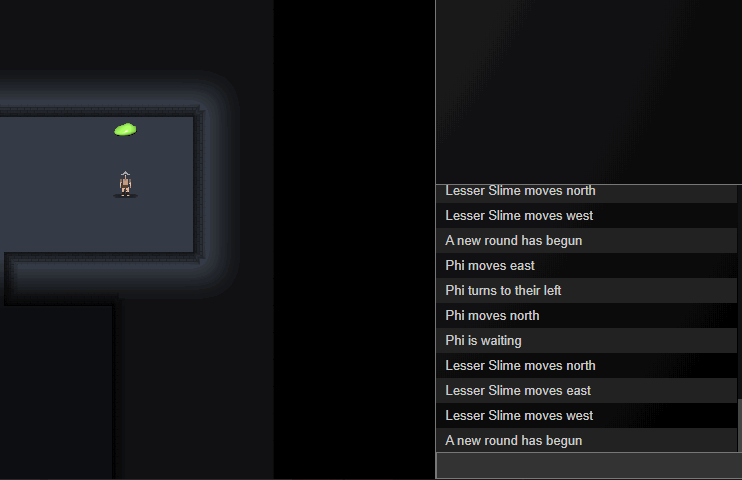 Lesser Slime moves north
Lesser Slime moves west
A new round has begun
Phi moves east
Phi turns to their left
Phi moves north
Phi is waiting
Lesser Slime moves north
Lesser Slime moves east
Lesser Slime moves west
A new round has begun